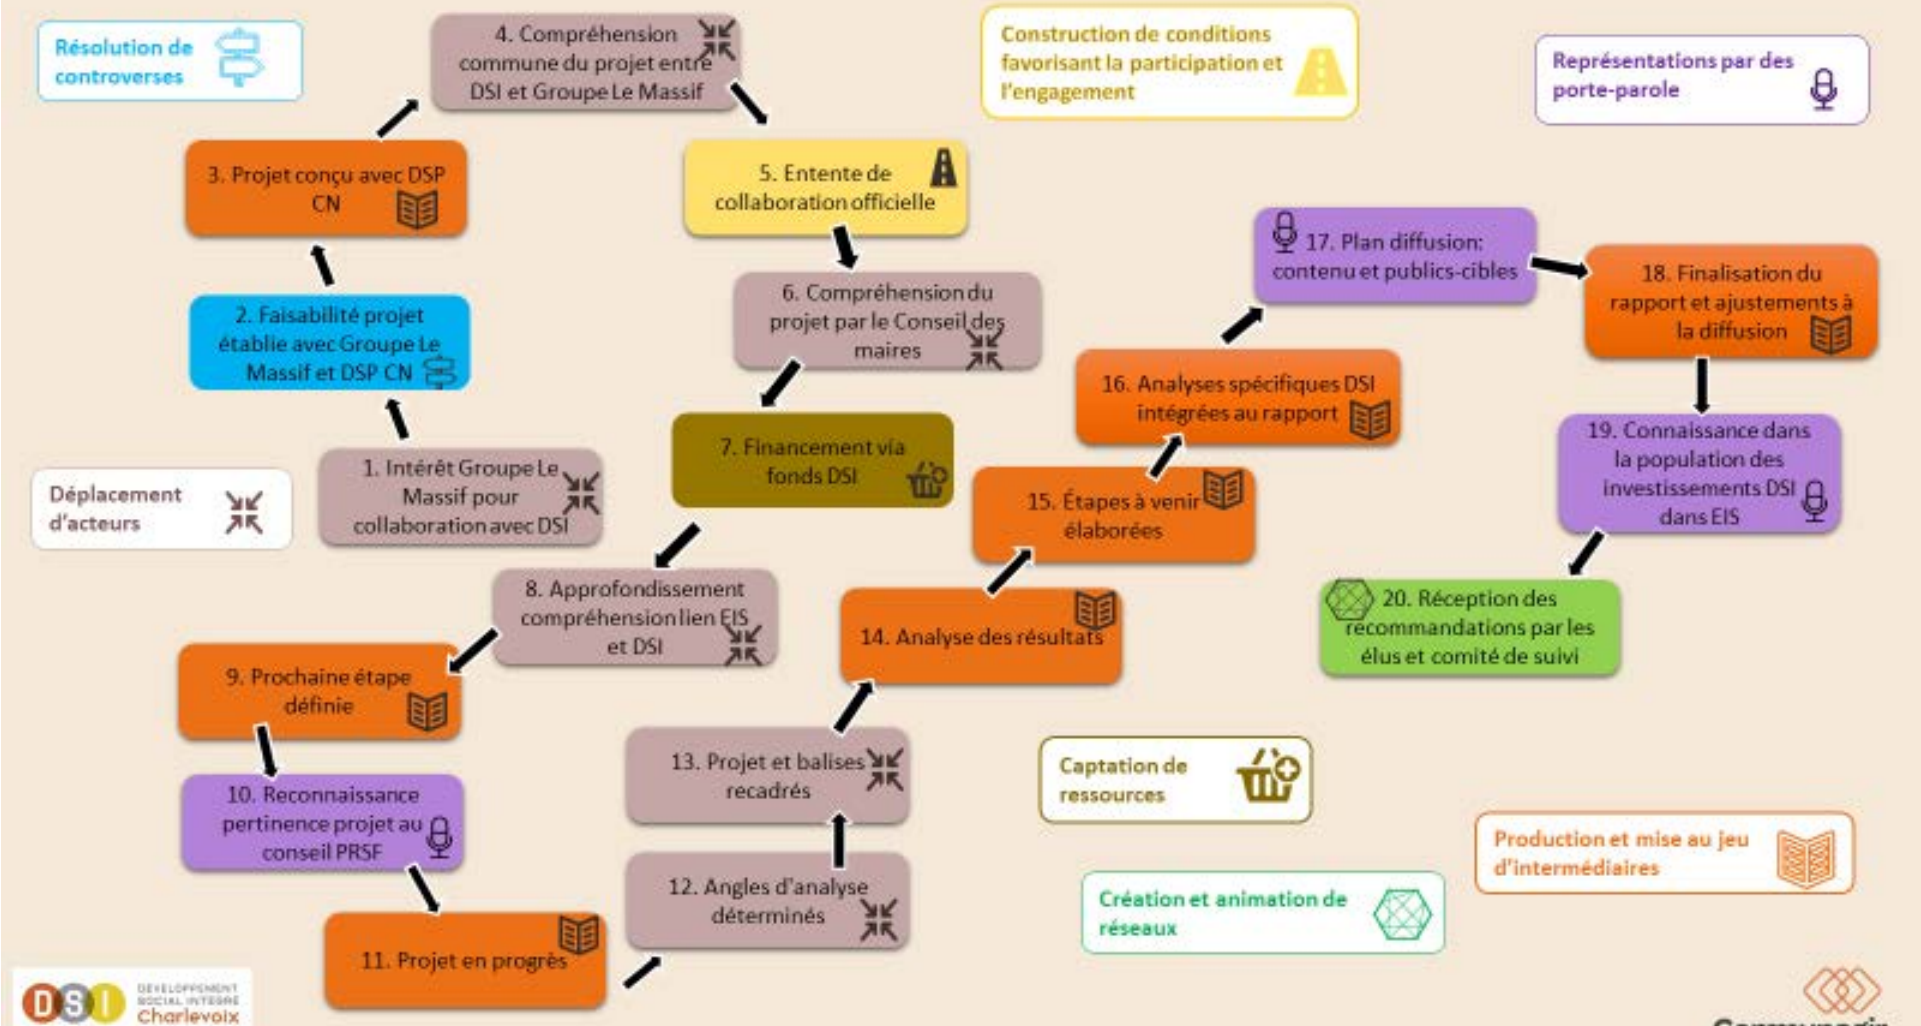 Résolution de
controverses
4. Compréhension
commune du projet entre
DSI et Groupe Le Massif
Construction de conditions
favorisant la participation et
l'engagement
Représentations par des
porte-parole
3. Projet conçu avec DSP
CN
5. Entente de
collaboration officielle
2. Faisabilité projet
établie avec Groupe Le
Massif et DSP CN
6. Compréhension du
projet par le Conseil des
maires
17. Plan diffusion:
contenu et publics-cibles
18. Finalisation du
rapport et ajustements à
la diffusion
16. Analyses spécifiques DSI
intégrées au rapport
Déplacement
d'acteurs
1. Intérêt Groupe Le
Massif pour
collaboration avec DSI
7. Financement via
fonds DSI
15. Étapes à venir
élaborées
19. Connaissance dans
la population des
investissements DSI
dans EIS
8. Approfondissement
compréhension lien EIS
et DSI
14. Analyse des résultats
20. Réception des
recommandations par les
élus et comité de suivi
9. Prochaine étape
définie
13. Projet et balises
recadrés
Captation de
ressources
10. Reconnaissance
pertinence projet au
conseil PRSF
12. Angles d'analyse
déterminés
Création et animation de
réseaux
Production et mise au jeu
d'intermédiaires
11. Projet en progrès
DSI
DÉVELOPPEMENT
SOCIAL INTÉGRÉ
Charlevoix
Communagir